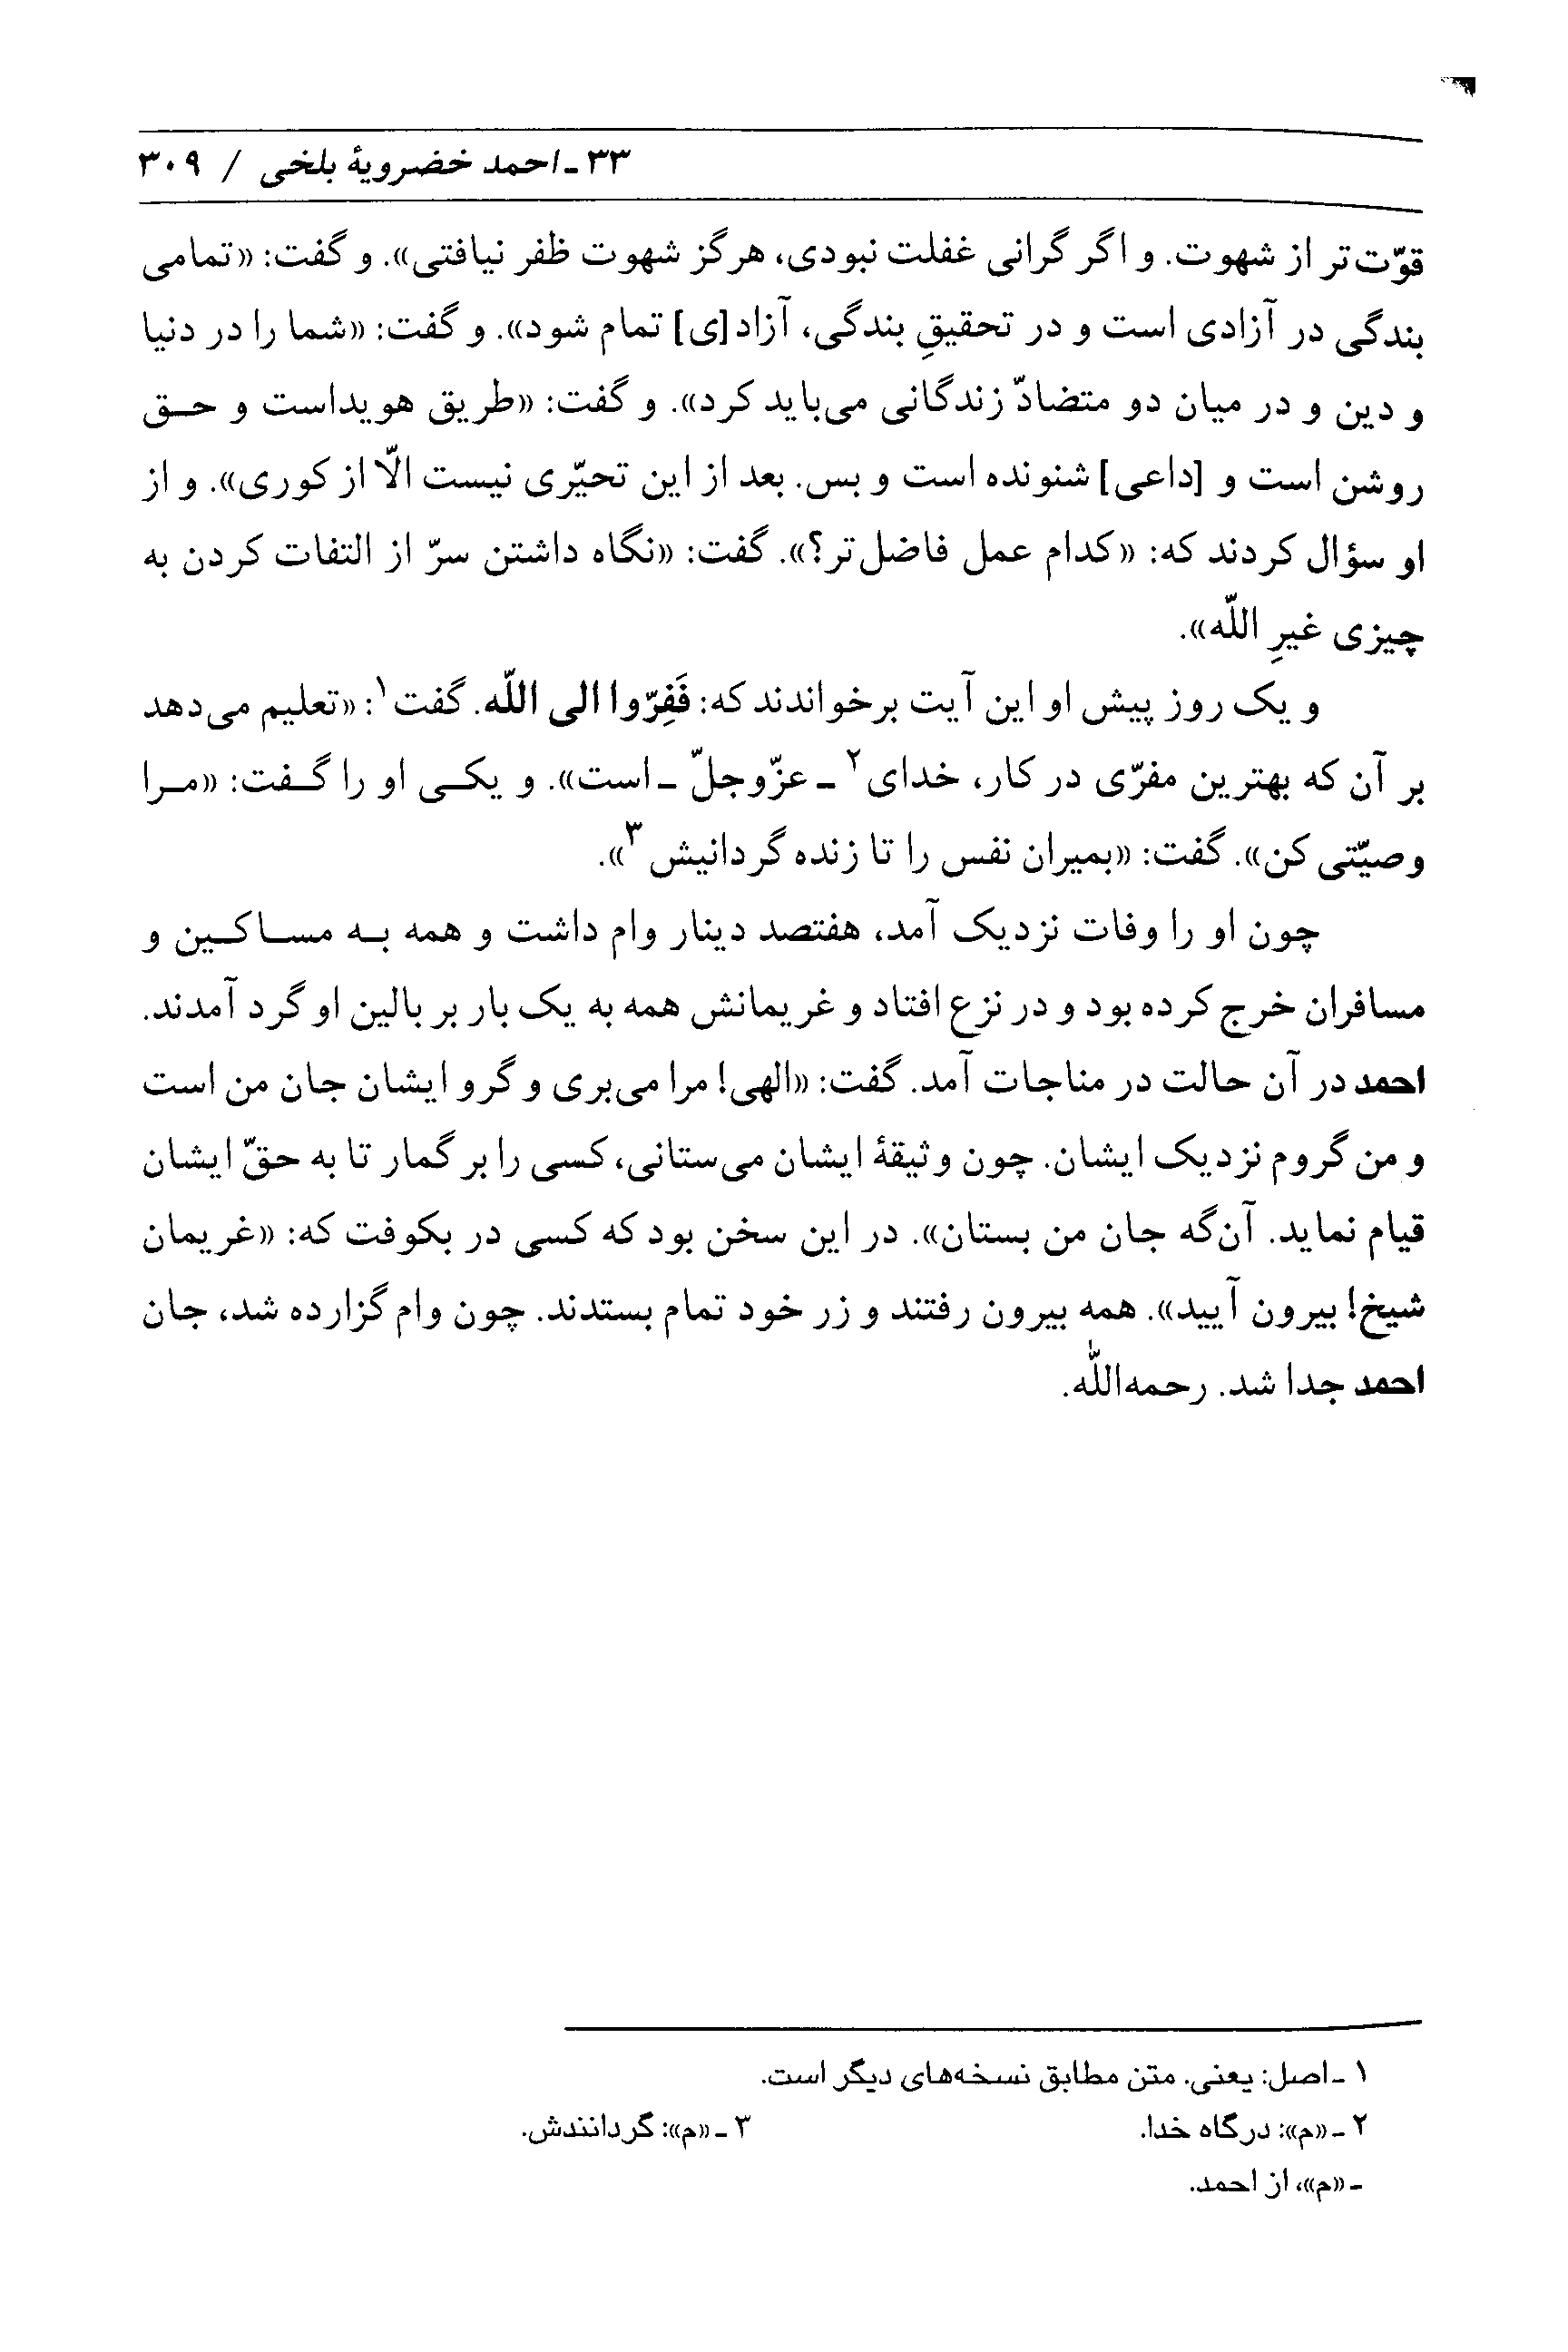 ۳۳ ـ احمد خضرویهٔ بلخی / ۳۰۹
قوّت‌تر از شهوت. و اگر گرانی غفلت نبودی، هرگز شهوت ظفر نیافتی». و گفت: «تمامی
بندگی در آزادی است و در تحقیقِ بندگی، آزاد[ی] تمام شود». و گفت: «شما را در دنیا
و دین و در میان دو متضادّ زندگانی می‌باید کرد». و گفت: «طریق هویداست و حق
روشن است و [داعی] شنونده است و بس. بعد از این تحیّری نیست الّا از کوری». و از
او سؤال کردند که: «کدام عمل فاضل‌تر؟». گفت: «نگاه داشتن سرّ از التفات کردن به
چیزی غیرِ اللّه».
و یک روز پیش او این آیت برخواندند که: فَفِرّوا الی اللّه. گفت۱: «تعلیم می‌دهد
بر آن که بهترین مفرّی در کار، خدای۲ ـ عزّوجلّ ـ است». و یکی او را گفت: «مرا
وصیّتی کن». گفت: «بمیران نفس را تا زنده گردانیش۳».
چون او را وفات نزدیک آمد، هفتصد دینار وام داشت و همه به مساکین و
مسافران خرج کرده بود و در نزع افتاد و غریمانش همه به یک بار بر بالین او گرد آمدند.
احمد در آن حالت در مناجات آمد. گفت: «الهی! مرا می‌بری و گرو ایشان جان من است
و من گروم نزدیک ایشان. چون وثیقهٔ ایشان می‌ستانی، کسی را بر گمار تا به حقّ ایشان
قیام نماید. آن‌گه جان من بستان». در این سخن بود که کسی در بکوفت که: «غریمان
شیخ! بیرون آیید». همه بیرون رفتند و زر خود تمام بستدند. چون وام گزارده شد، جان
احمد جدا شد. رحمه‌اللّٰه.
۱ ـ اصل: یعنی. متن مطابق نسخه‌های دیگر است.
۲ ـ «م»: درگاه خدا. ۳ ـ «م»: گردانندش.
ـ «م»، از احمد.